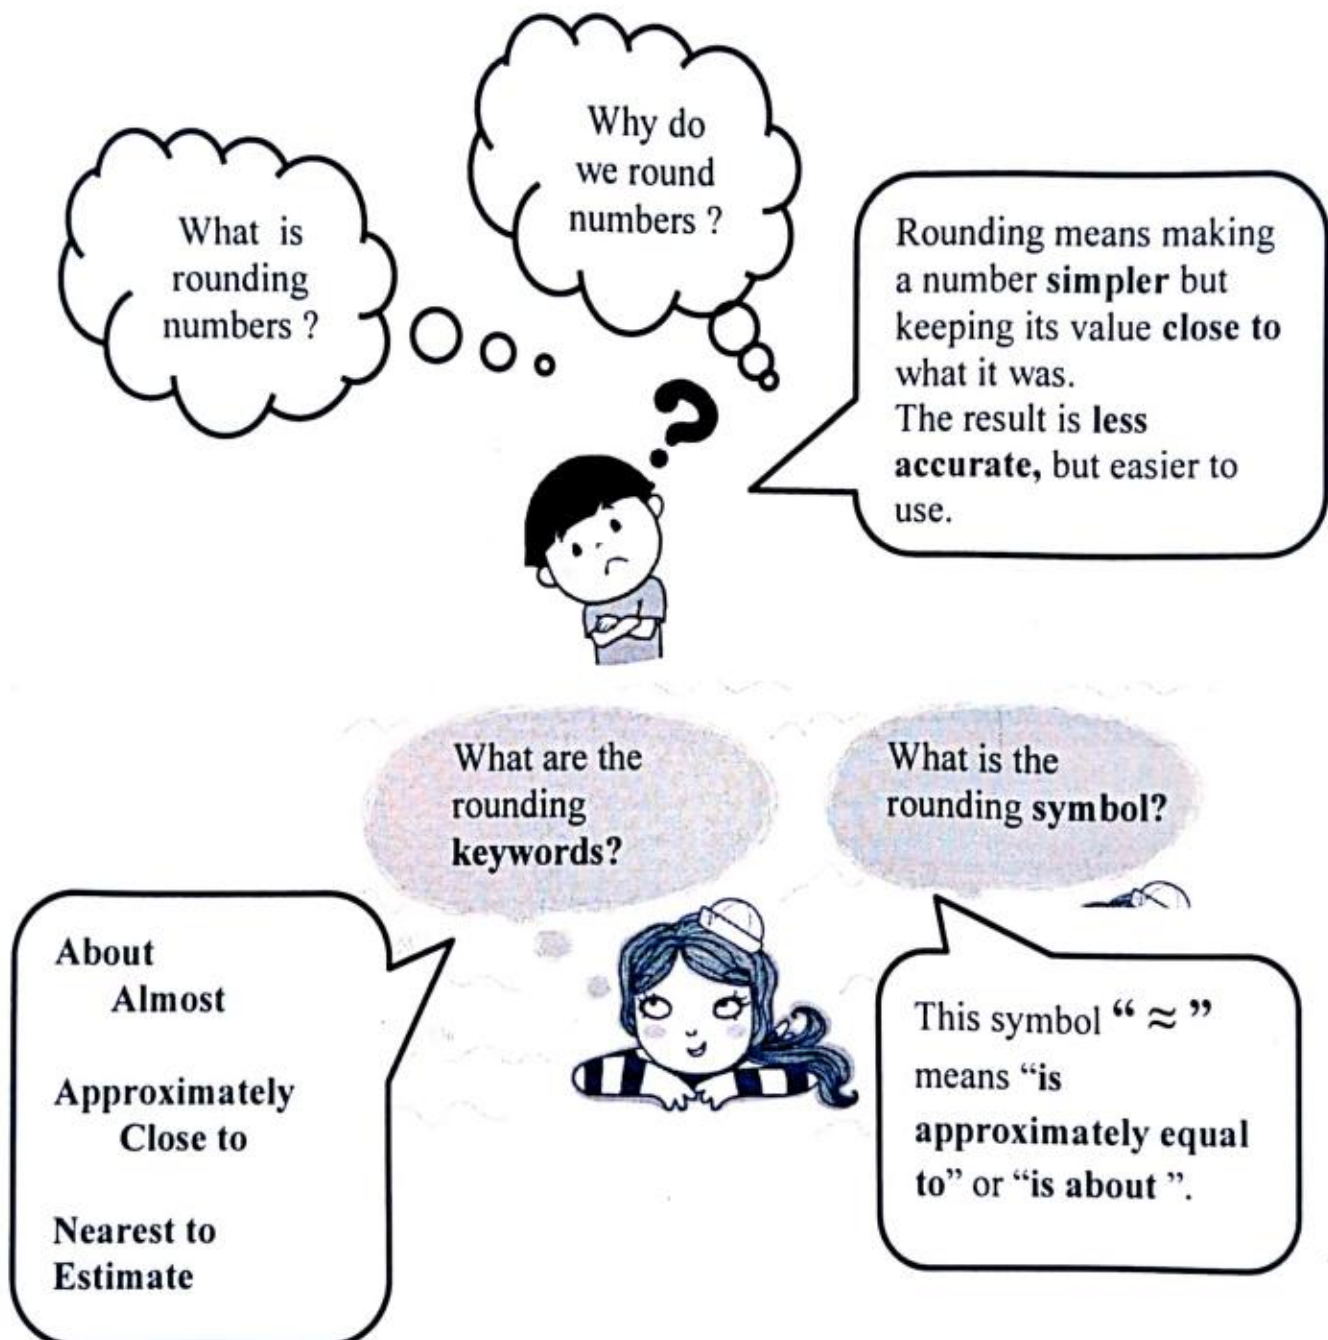 What is
rounding
numbers ?
Why do
we round
numbers ?
Rounding means making
a number simpler but
keeping its value close to
what it was.
The result is less
accurate, but easier to
use.
What are the
rounding
keywords?
What is the
rounding symbol?
About
Almost
Approximately
Close to
Nearest to
Estimate
This symbol “ ≈ ”
means “is
approximately equal
to” or “is about ”.